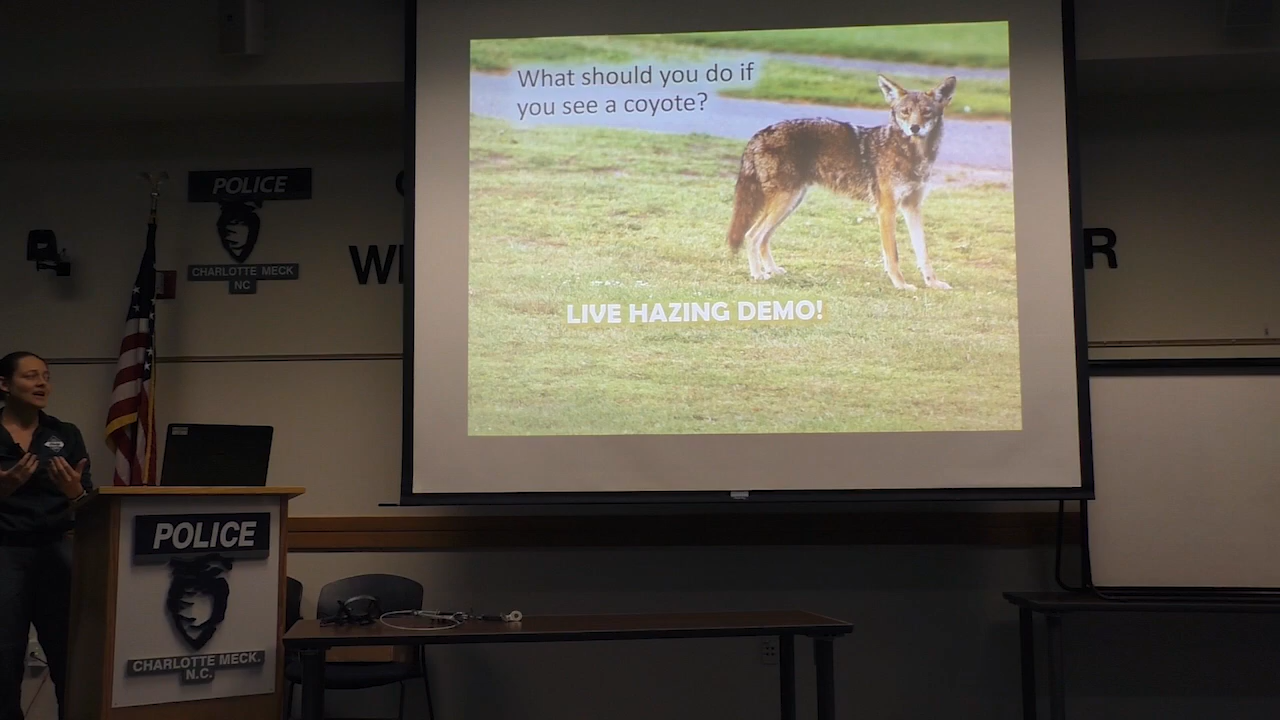 What should you do if
you see a coyote?
LIVE HAZING DEMO!
POLICE
CHARLOTTE MECK
NC
POLICE
CHARLOTTE MECK.
N.C.